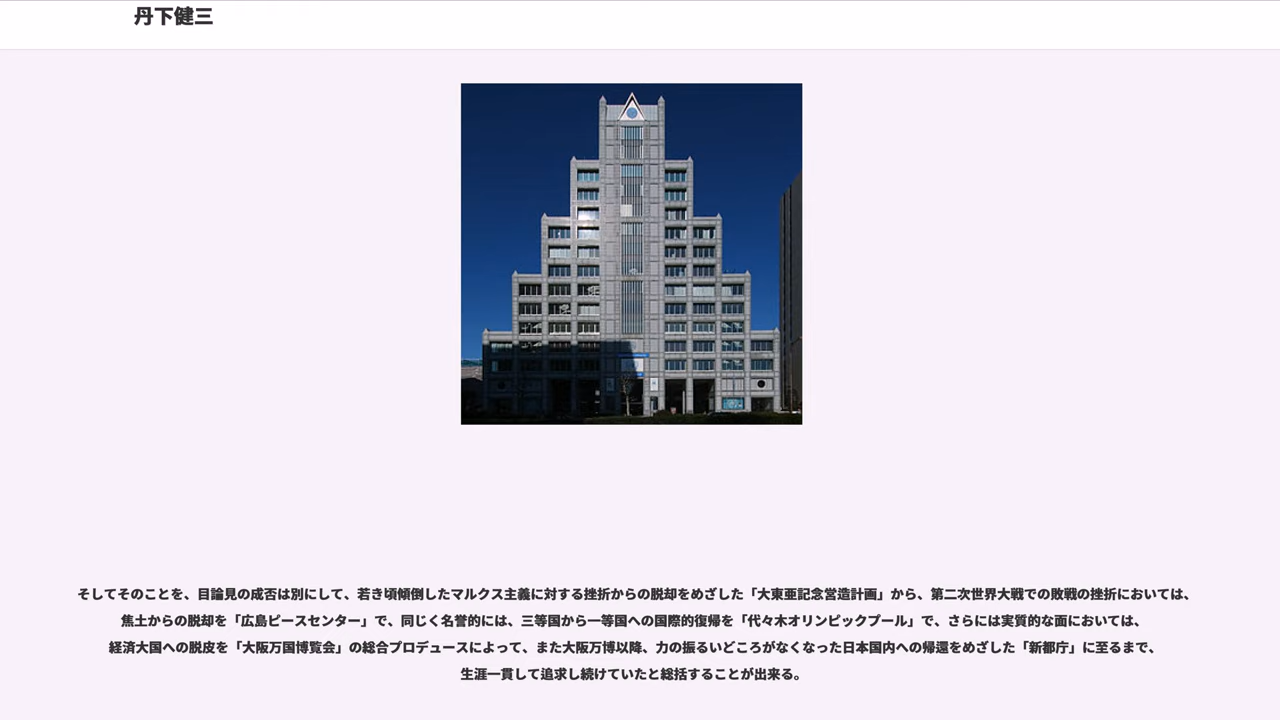 丹下健三
そしてそのことを、目論見の成否は別にして、若き頃傾倒したマルクス主義に対する挫折からの脱却をめざした「大東亜記念営造計画」から、第二次世界大戦での敗戦の挫折においては、
焦土からの脱却を「広島ピースセンター」で、同じく名誉的には、三等国から一等国への国際的復帰を「代々木オリンピックプール」で、さらには実質的な面においては、
経済大国への脱皮を「大阪万国博覧会」の総合プロデュースによって、また大阪万博以降、力の振るいどころがなくなった日本国内への帰還をめざした「新都庁」に至るまで、
生涯一貫して追求し続けていたと総括することが出来る。